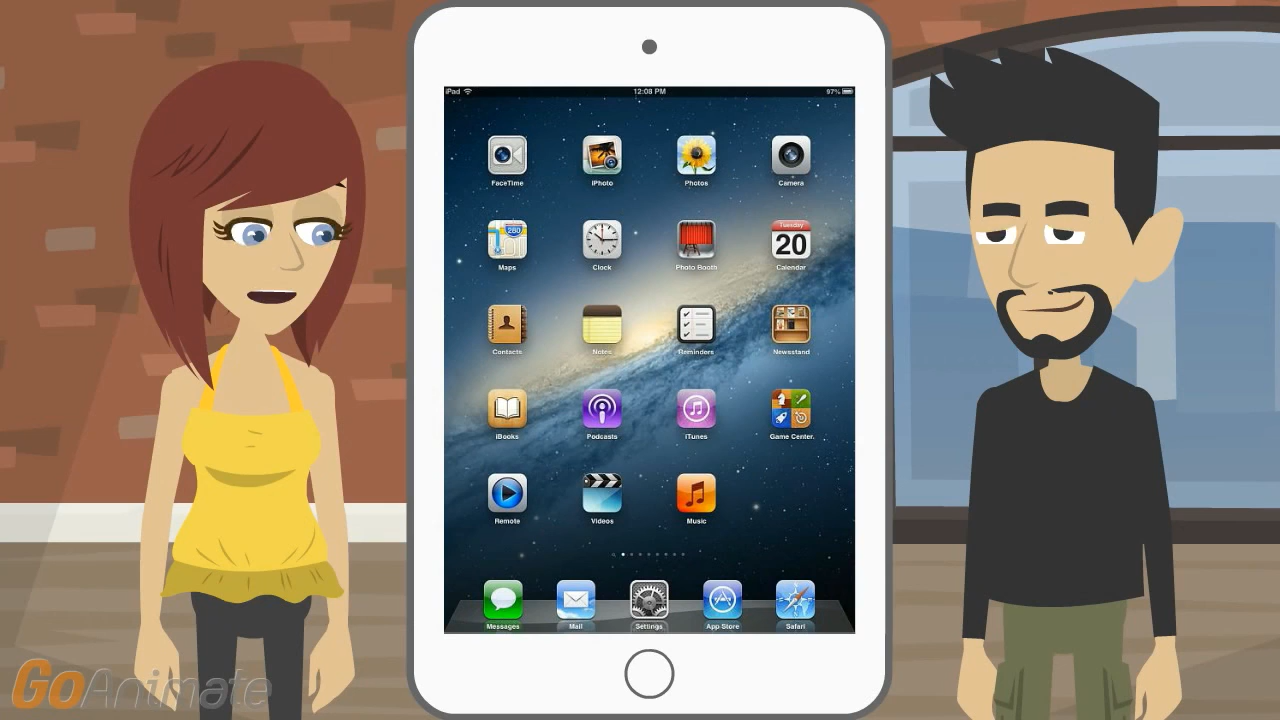 iPad 12:08 PM 97%
FaceTime iPhoto Photos Camera
280
Tuesday
20
Maps Clock Photo Booth Calendar
Contacts Notes Reminders Newsstand
iBooks Podcasts iTunes Game Center
Remote Videos Music
Messages Mail Settings App Store Safari
GoAnimate